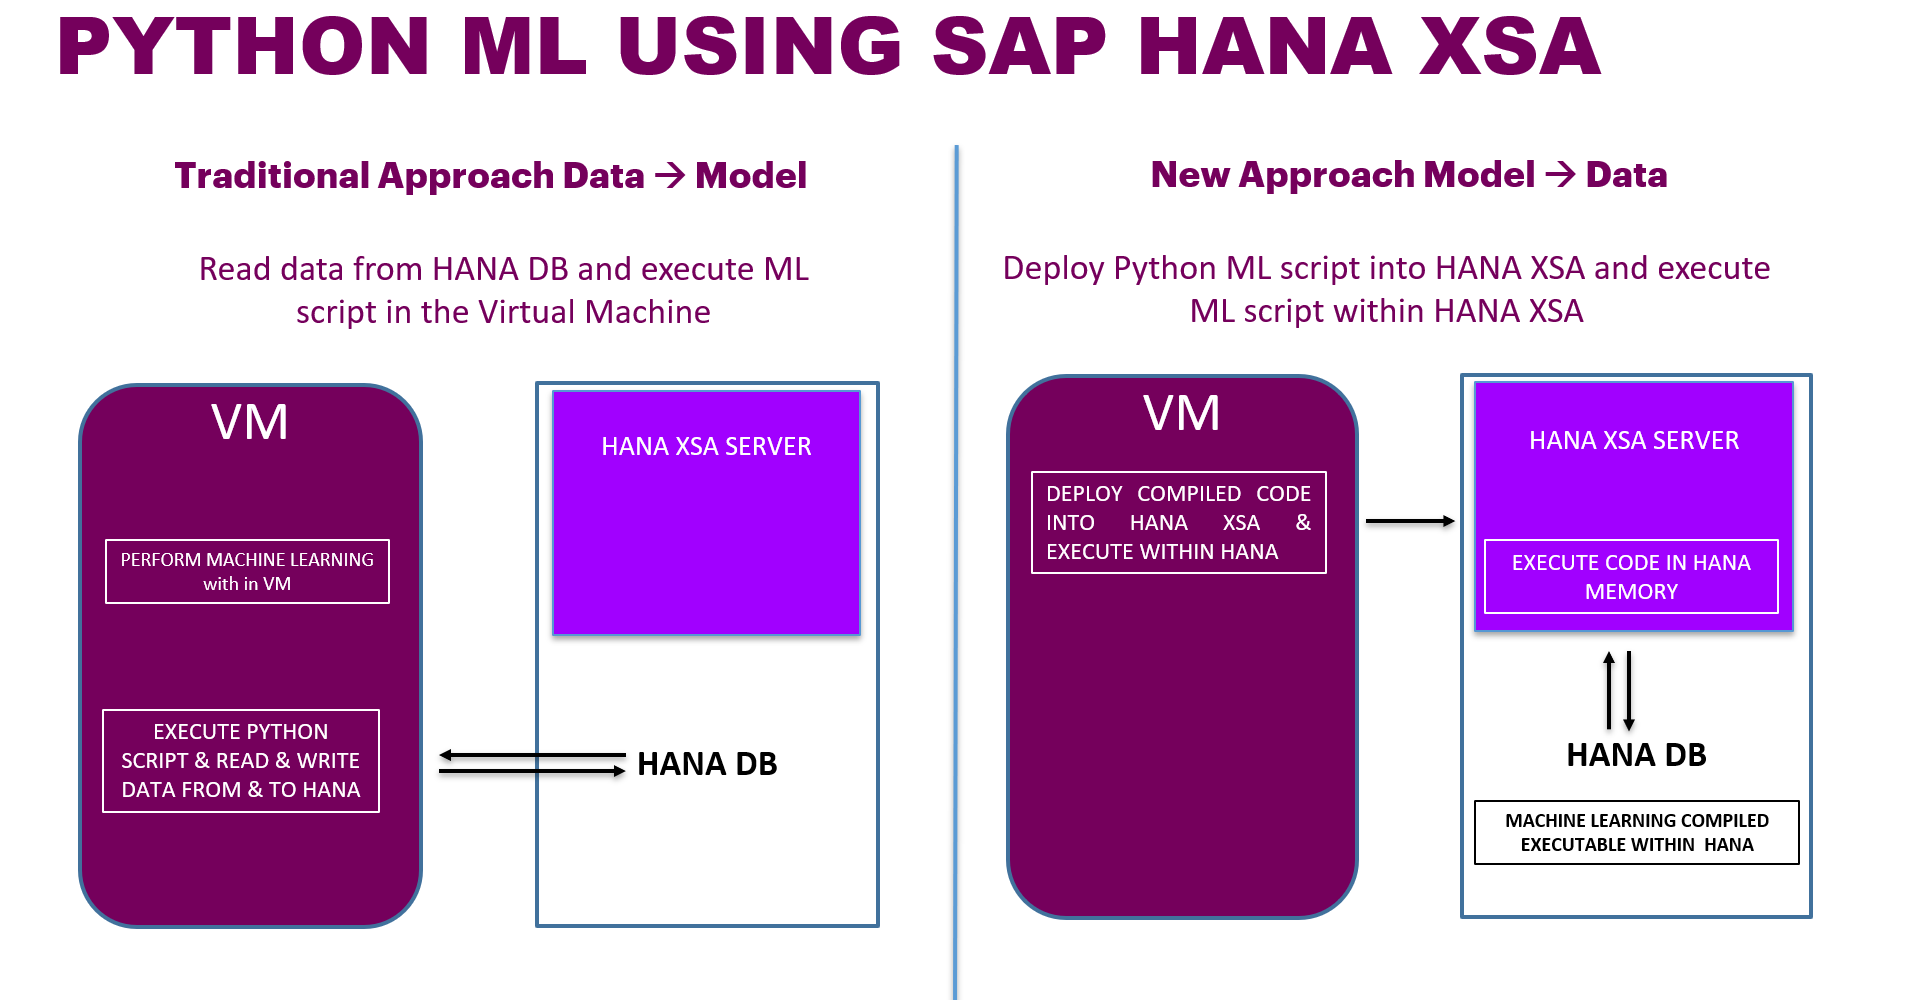 PYTHON ML USING SAP HANA XSA
Traditional Approach Data → Model
Read data from HANA DB and execute ML
script in the Virtual Machine
VM
PERFORM MACHINE LEARNING
with in VM
EXECUTE PYTHON
SCRIPT & READ & WRITE
DATA FROM & TO HANA
HANA XSA SERVER
HANA DB
New Approach Model → Data
Deploy Python ML script into HANA XSA and execute
ML script within HANA XSA
VM
DEPLOY COMPILED CODE
INTO HANA XSA &
EXECUTE WITHIN HANA
HANA XSA SERVER
EXECUTE CODE IN HANA
MEMORY
HANA DB
MACHINE LEARNING COMPILED
EXECUTABLE WITHIN HANA